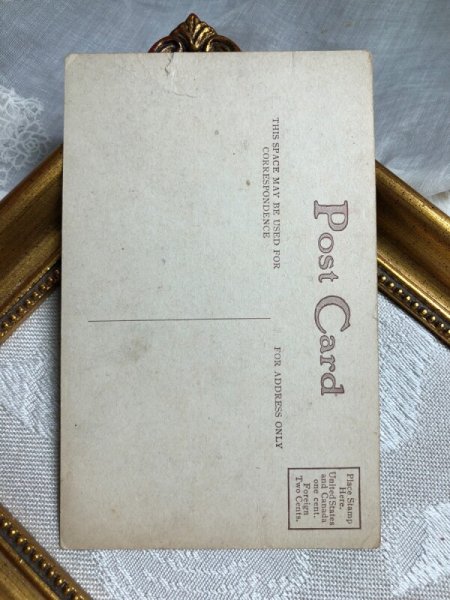 Post Card
THIS SPACE MAY BE USED FOR
CORRESPONDENCE
FOR ADDRESS ONLY
Place Stamp
Here.
United States
and Canada
one cent.
Foreign
Two Cents.